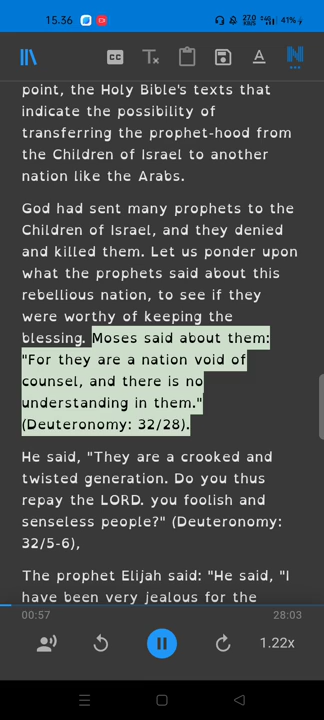 15.36
27.0 KB/S
41%
CC
point, the Holy Bible's texts that
indicate the possibility of
transferring the prophet-hood from
the Children of Israel to another
nation like the Arabs.
God had sent many prophets to the
Children of Israel, and they denied
and killed them. Let us ponder upon
what the prophets said about this
rebellious nation, to see if they
were worthy of keeping the
blessing. Moses said about them:
"For they are a nation void of
counsel, and there is no
understanding in them."
(Deuteronomy: 32/28).
He said, "They are a crooked and
twisted generation. Do you thus
repay the LORD. you foolish and
senseless people?" (Deuteronomy:
32/5-6),
The prophet Elijah said: "He said, "I
have been very jealous for the
00:57
28:03
1.22x